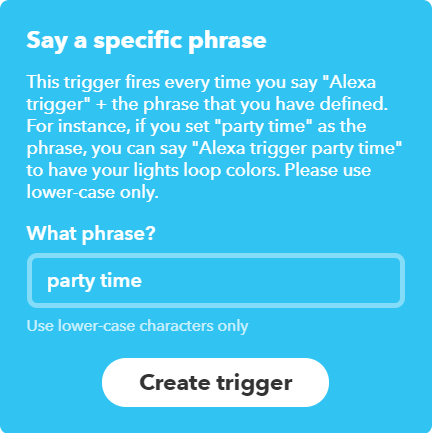 Say a specific phrase
This trigger fires every time you say "Alexa
trigger" + the phrase that you have defined.
For instance, if you set "party time" as the
phrase, you can say "Alexa trigger party time"
to have your lights loop colors. Please use
lower-case only.
What phrase?
party time
Use lower-case characters only
Create trigger